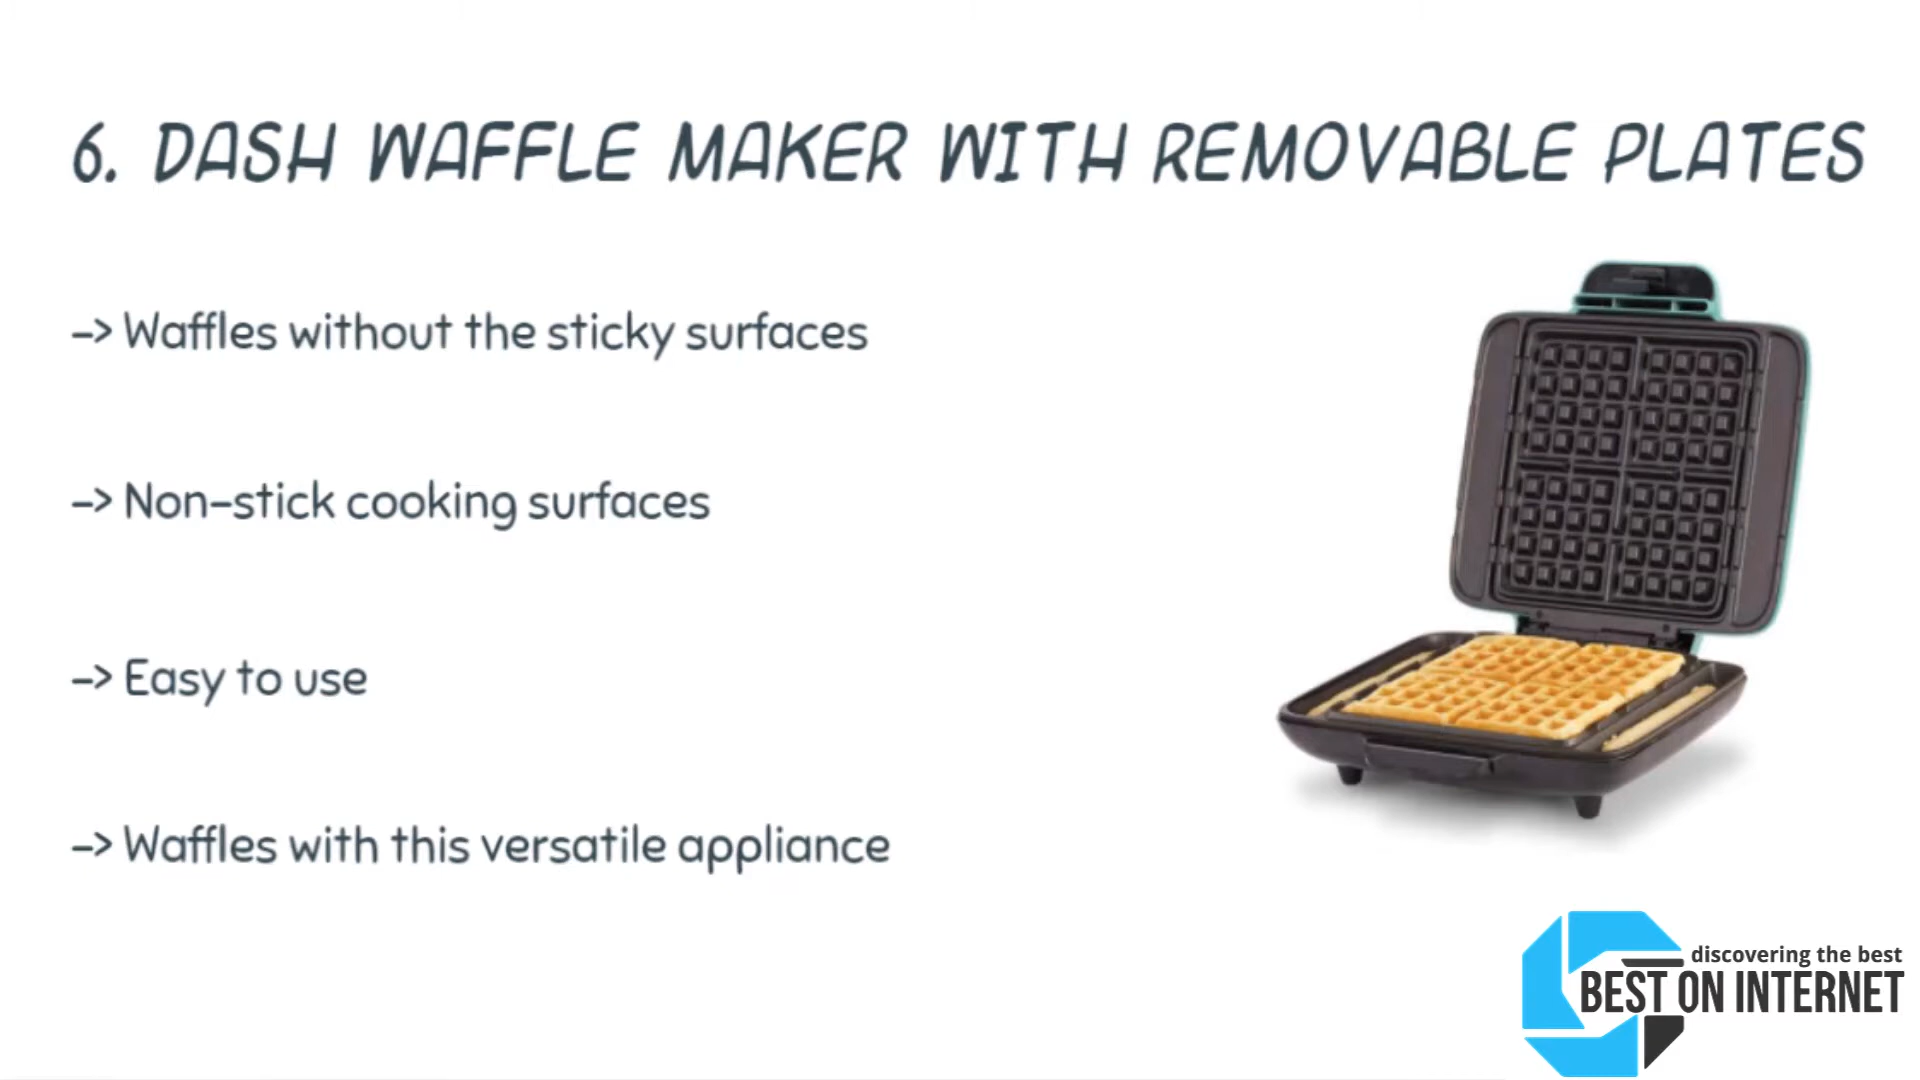 6. DASH WAFFLE MAKER WITH REMOVABLE PLATES
-> Waffles without the sticky surfaces
-> Non-stick cooking surfaces
-> Easy to use
-> Waffles with this versatile appliance
discovering the best
BEST ON INTERNET